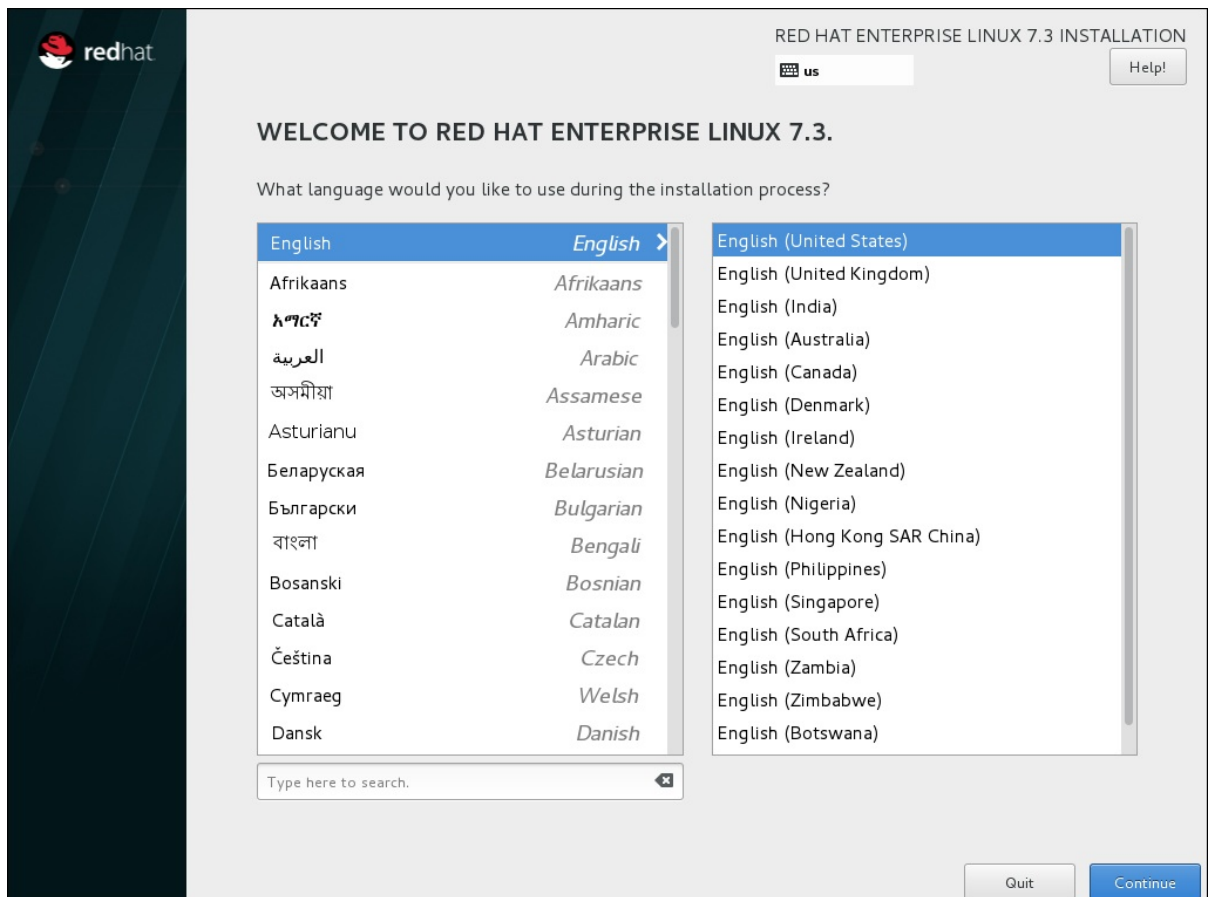 redhat
RED HAT ENTERPRISE LINUX 7.3 INSTALLATION
us
Help!
WELCOME TO RED HAT ENTERPRISE LINUX 7.3.
What language would you like to use during the installation process?
English English
Afrikaans Afrikaans
አማርኛ Amharic
العربية Arabic
অসমীয়া Assamese
Asturianu Asturian
Беларуская Belarusian
Български Bulgarian
বাংলা Bengali
Bosanski Bosnian
Català Catalan
Čeština Czech
Cymraeg Welsh
Dansk Danish
Type here to search.
English (United States)
English (United Kingdom)
English (India)
English (Australia)
English (Canada)
English (Denmark)
English (Ireland)
English (New Zealand)
English (Nigeria)
English (Hong Kong SAR China)
English (Philippines)
English (Singapore)
English (South Africa)
English (Zambia)
English (Zimbabwe)
English (Botswana)
Quit
Continue